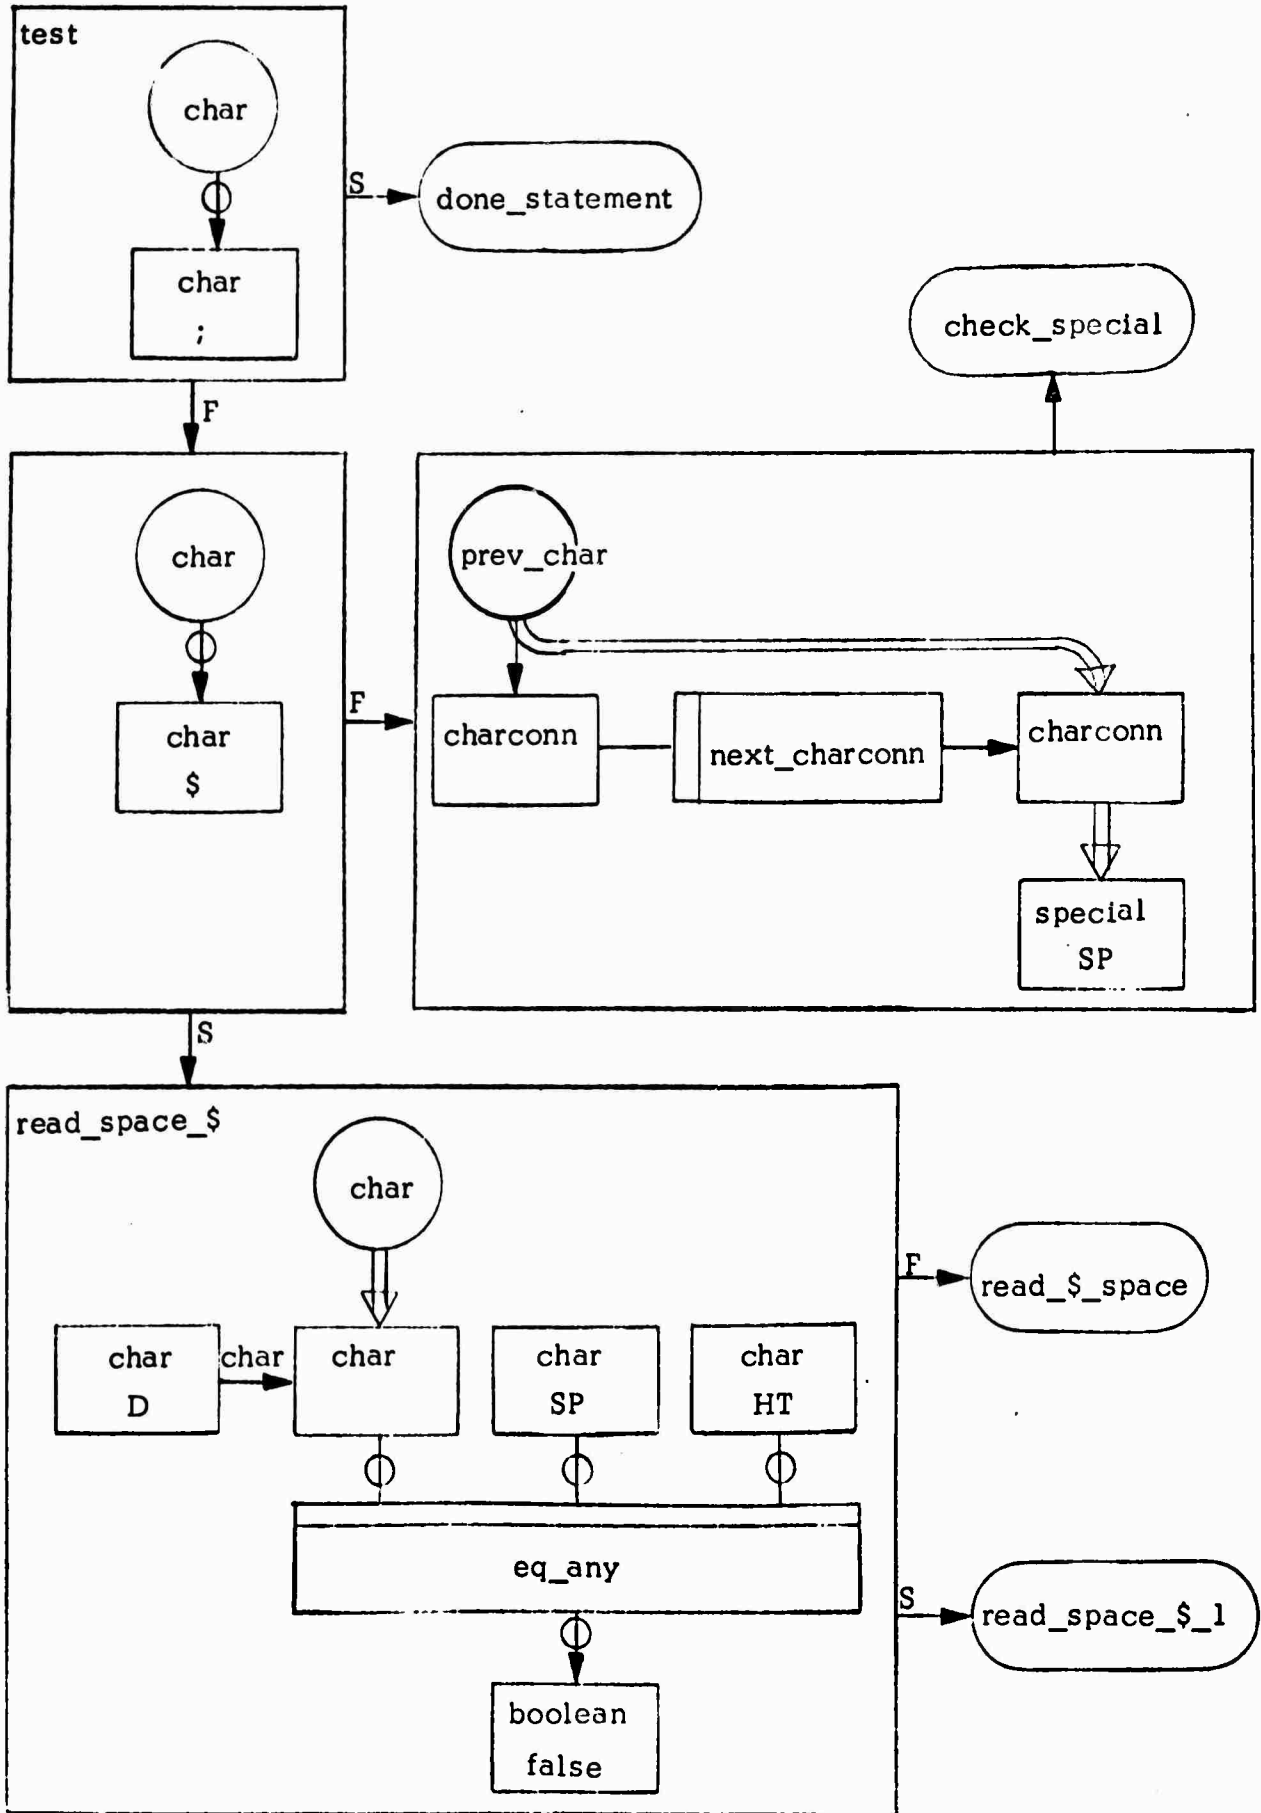 test
char
S
done_statement
char
;
check_special
F
char
prev_char
F
char
$
charconn
next_charconn
charconn
special
SP
S
read_space_$
char
F
read_$_space
char
D
char
char
char
SP
char
HT
eq_any
S
read_space_$_1
boolean
false